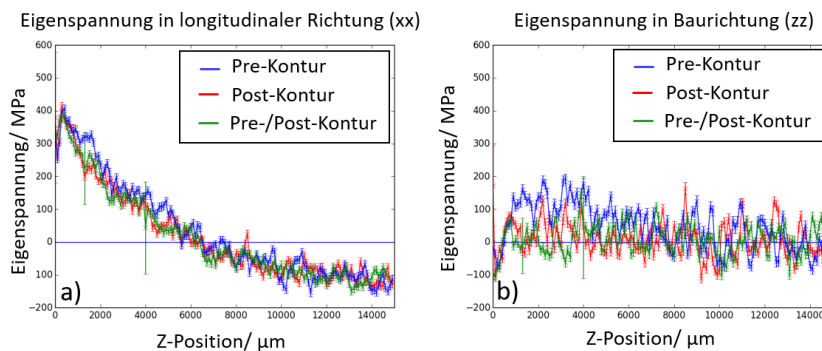 Eigenspannung in longitudinaler Richtung (xx)
600
500
400
300
200
100
0
−100
−200
Eigenspannung/ MPa
Pre-Kontur
Post-Kontur
Pre-/Post-Kontur
a)
0
2000
4000
6000
8000
10000
12000
14000
Z-Position/ µm
Eigenspannung in Baurichtung (zz)
600
500
400
300
200
100
0
−100
−200
Eigenspannung/ MPa
Pre-Kontur
Post-Kontur
Pre-/Post-Kontur
b)
0
2000
4000
6000
8000
10000
12000
14000
Z-Position/ µm